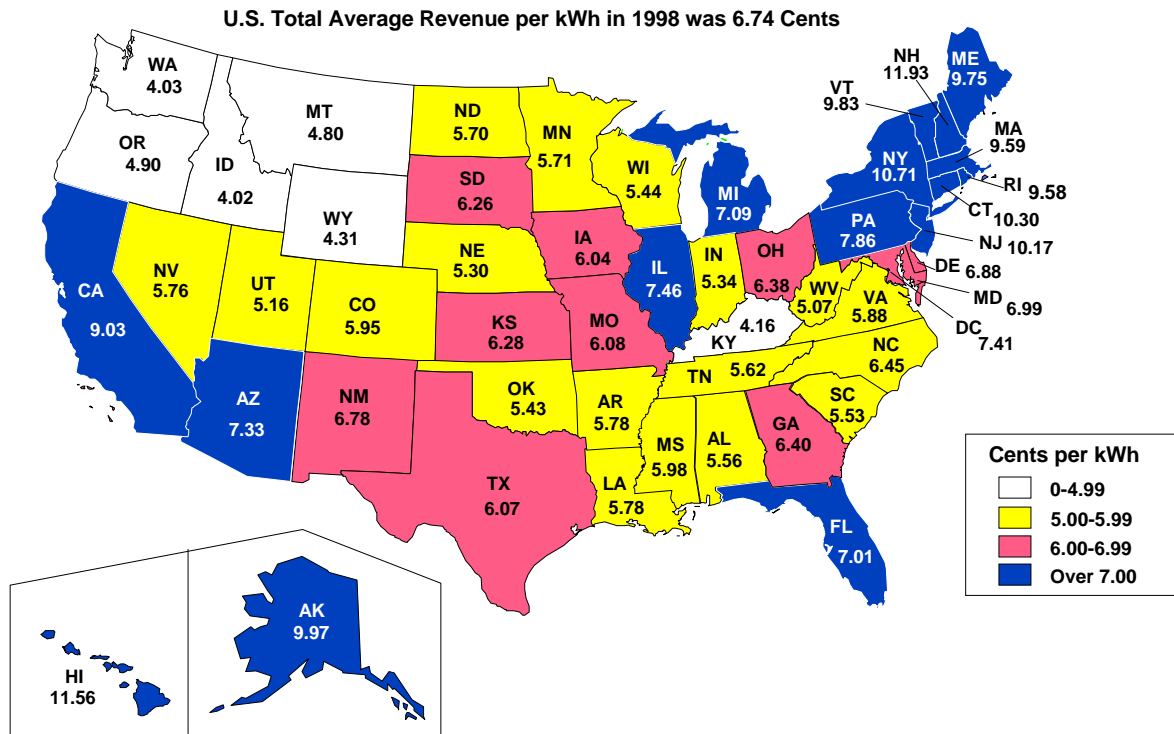 U.S. Total Average Revenue per kWh in 1998 was 6.74 Cents
WA
4.03
OR
4.90
ID
4.02
MT
4.80
WY
4.31
ND
5.70
SD
6.26
NE
5.30
KS
6.28
MN
5.71
IA
6.04
MO
6.08
WI
5.44
IL
7.46
MI
7.09
IN
5.34
OH
6.38
4.16
KY
TN 5.62
WV
5.07
VA
5.88
NC
6.45
SC
5.53
GA
6.40
FL
7.01
AL
5.56
MS
5.98
LA
5.78
AR
5.78
OK
5.43
TX
6.07
NM
6.78
AZ
7.33
CO
5.95
UT
5.16
NV
5.76
CA
9.03
NH
11.93
ME
9.75
VT
9.83
MA
9.59
NY
10.71
RI 9.58
CT 10.30
PA
7.86
NJ 10.17
DE 6.88
MD
6.99
DC
7.41
HI
11.56
AK
9.97
Cents per kWh
0-4.99
5.00-5.99
6.00-6.99
Over 7.00